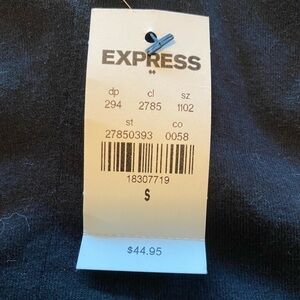 EXPRESS
dp cl sz
294 2785 1102
st co
27850393 0058
18307719
S
$44.95